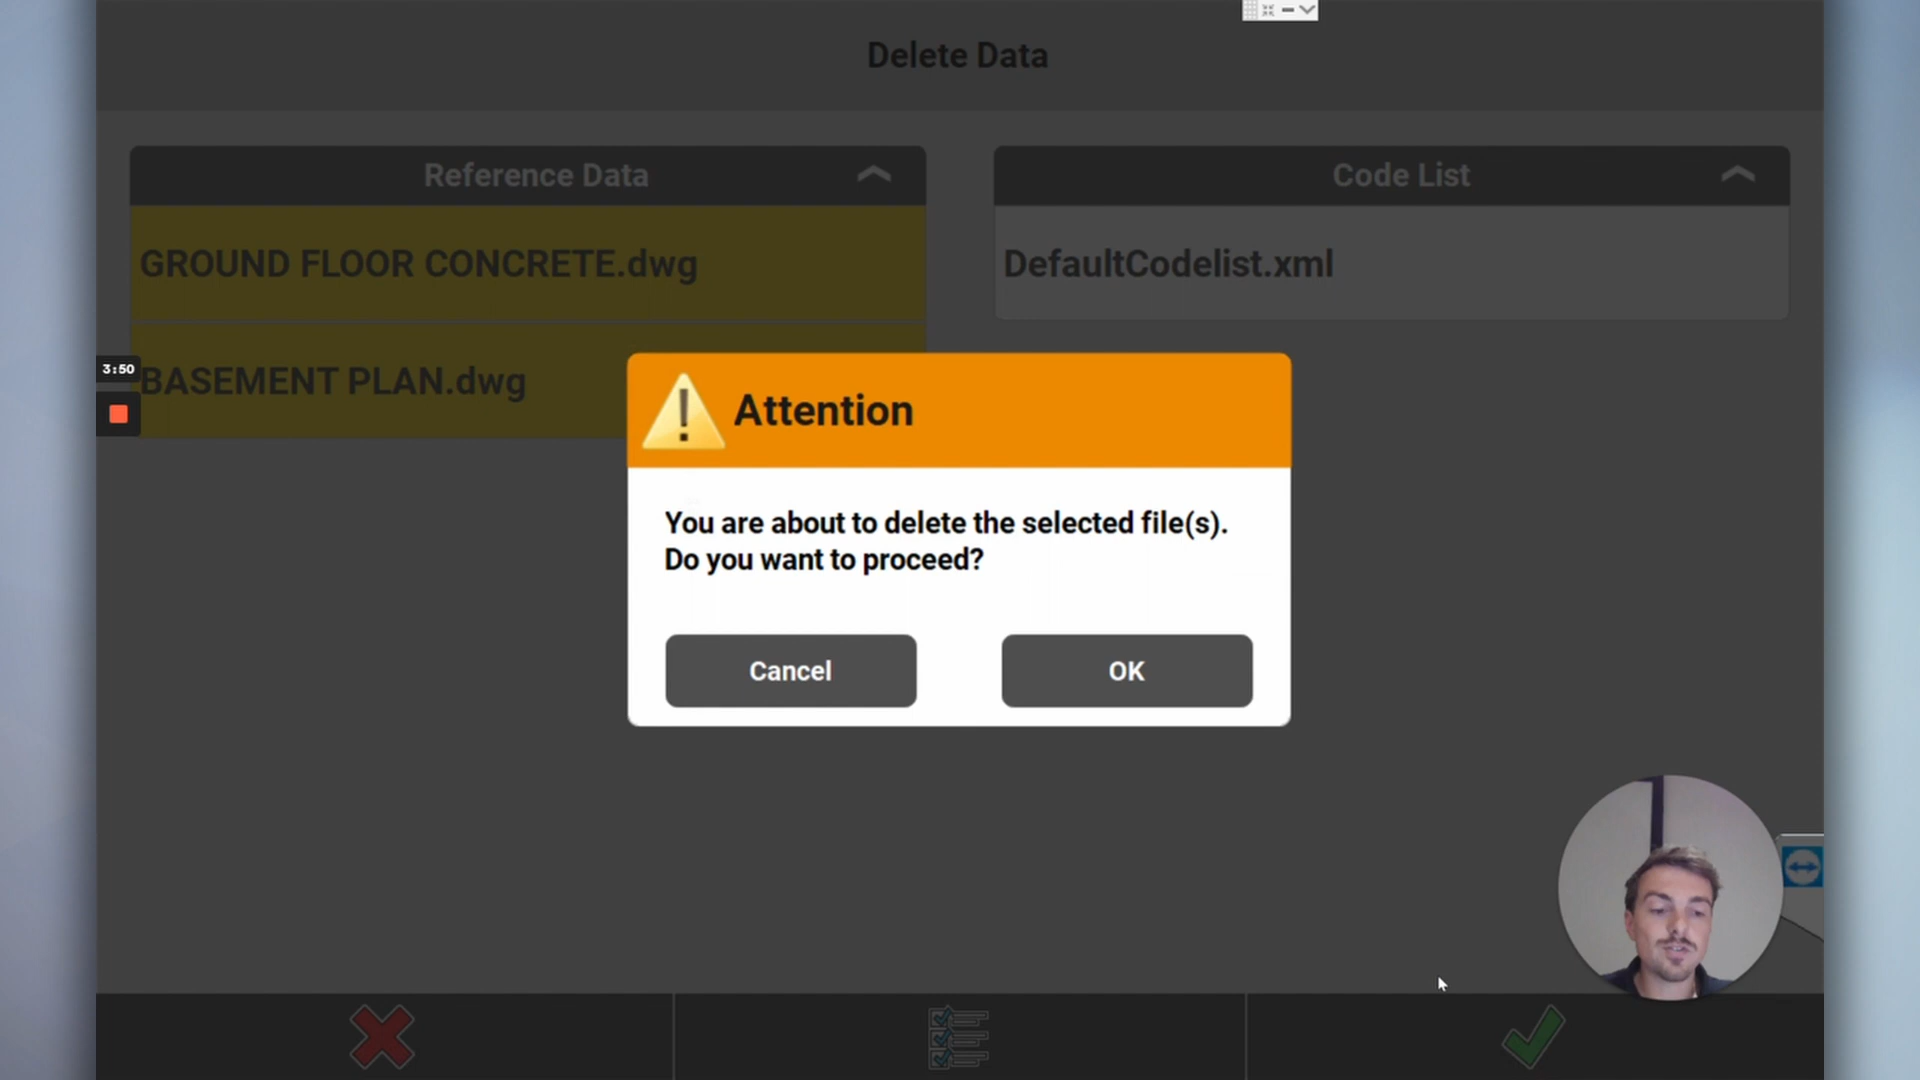 Delete Data
Reference Data
Code List
GROUND FLOOR CONCRETE.dwg
DefaultCodelist.xml
3:50
BASEMENT PLAN.dwg
Attention
You are about to delete the selected file(s).
Do you want to proceed?
Cancel
OK